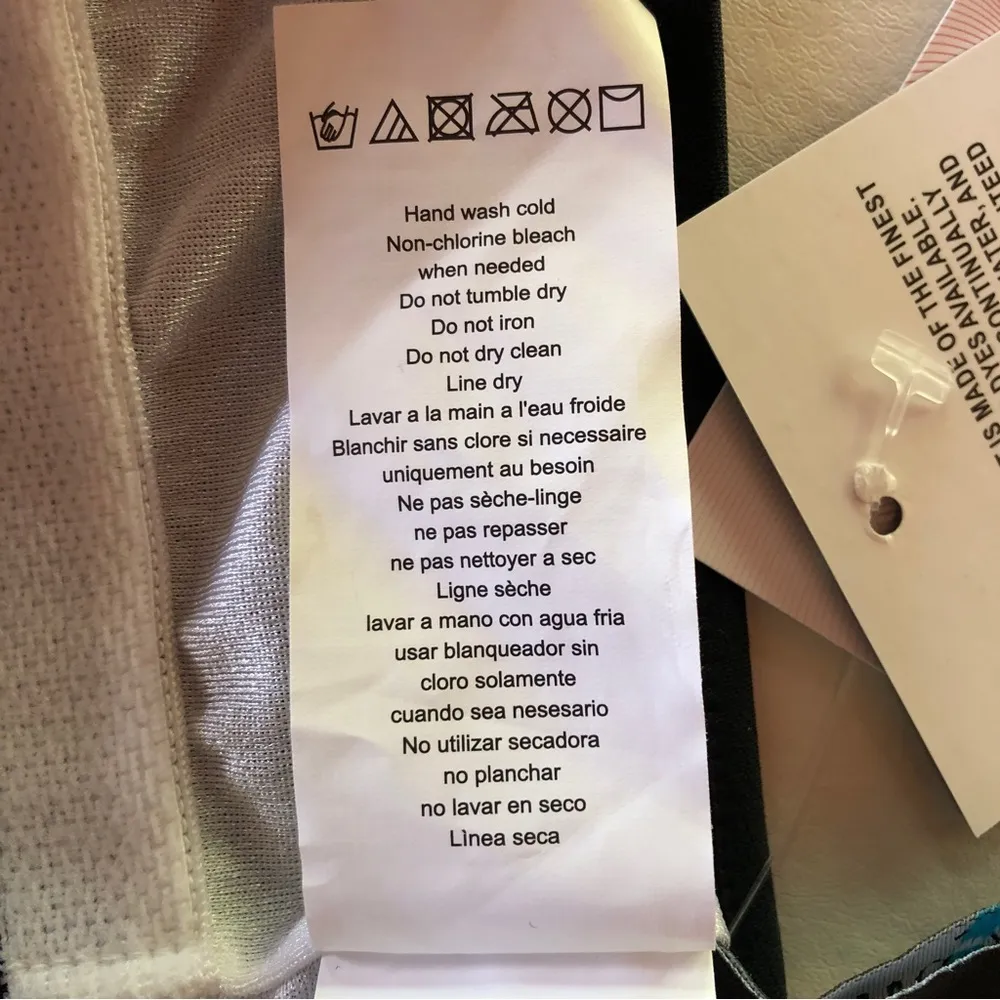 Hand wash cold
Non-chlorine bleach
when needed
Do not tumble dry
Do not iron
Do not dry clean
Line dry
Lavar a la main a l'eau froide
Blanchir sans clore si necessaire
uniquement au besoin
Ne pas sèche-linge
ne pas repasser
ne pas nettoyer a sec
Ligne sèche
lavar a mano con agua fria
usar blanqueador sin
cloro solamente
cuando sea nesesario
No utilizar secadora
no planchar
no lavar en seco
Lìnea seca
IS MADE OF THE FINEST
DYES AVAILABLE.
CONTINUALLY
AND